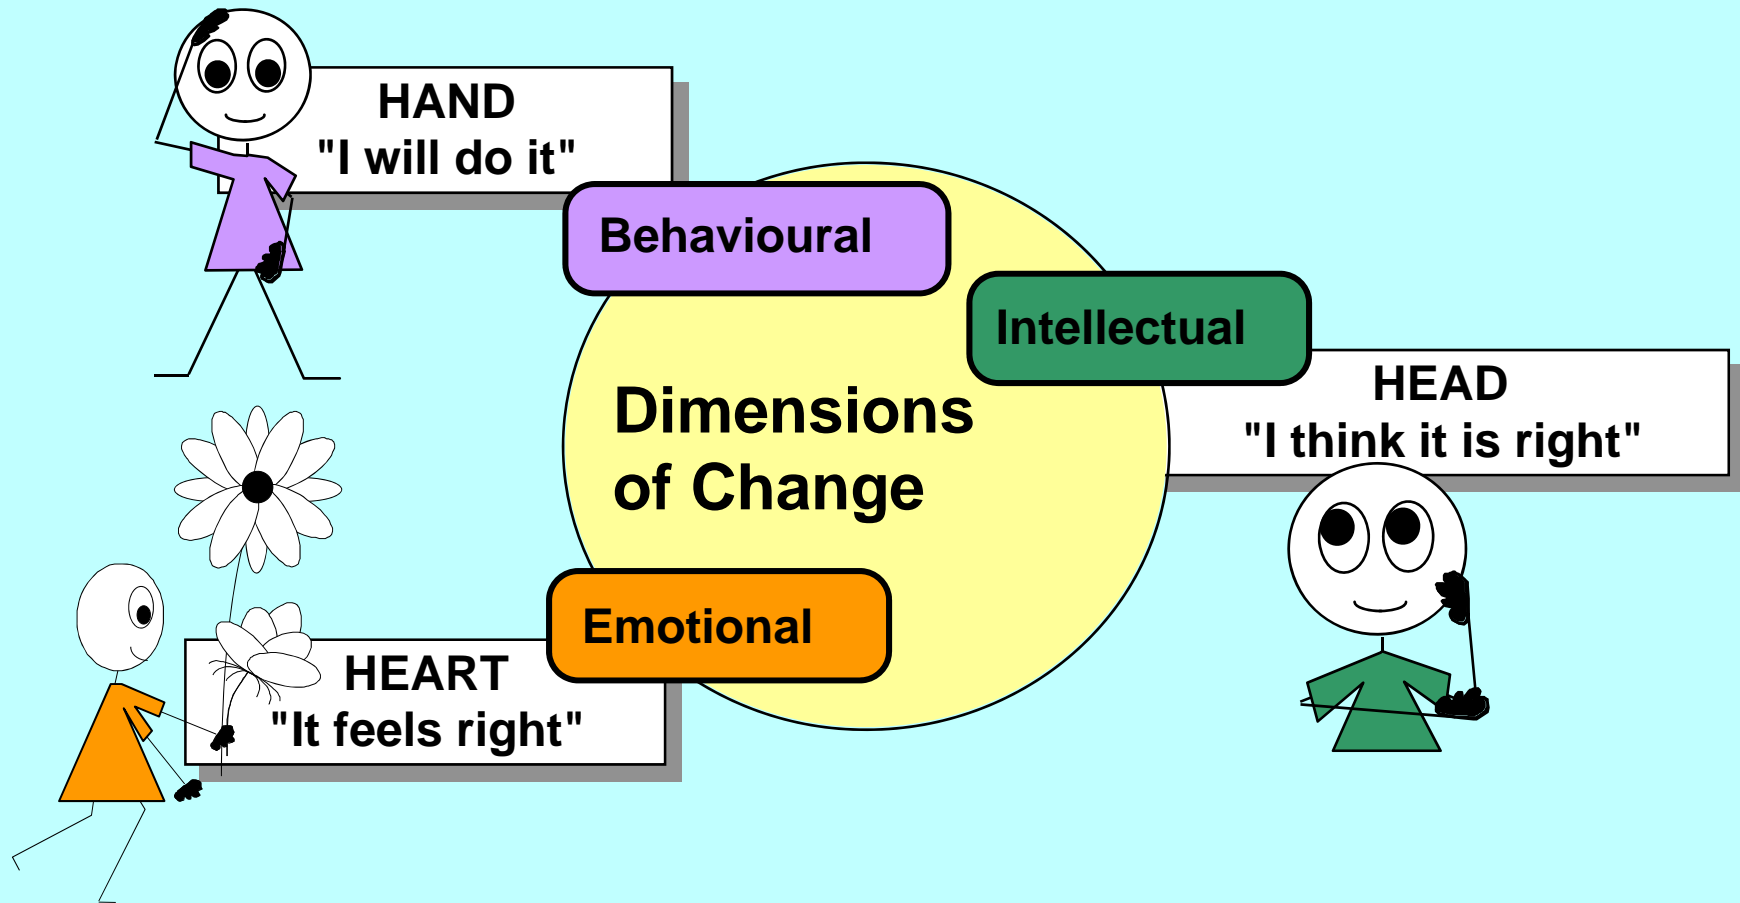 HAND
"I will do it"
Behavioural
Intellectual
HEAD
"I think it is right"
Dimensions
of Change
Emotional
HEART
"It feels right"